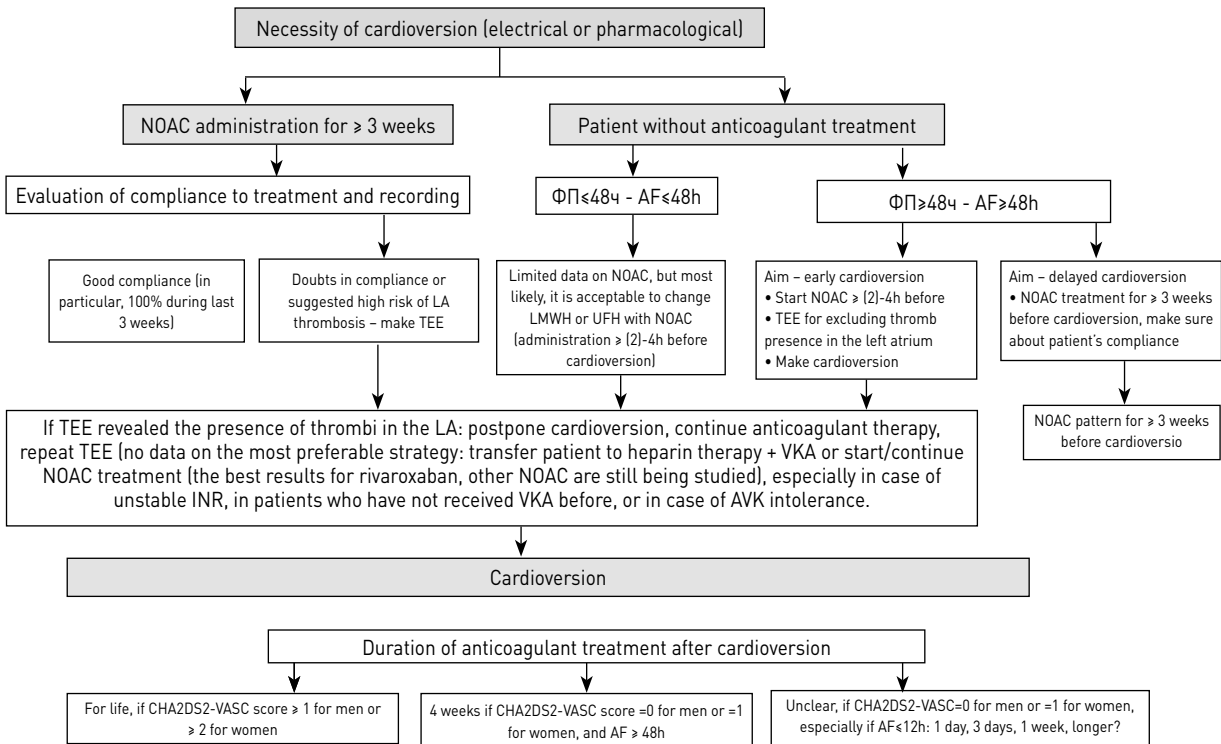 Necessity of cardioversion (electrical or pharmacological)
NOAC administration for ⩾ 3 weeks
Patient without anticoagulant treatment
Evaluation of compliance to treatment and recording
ФП⩽48ч - AF⩽48h
ФП⩾48ч - AF⩾48h
Good compliance (in
particular, 100% during last
3 weeks)
Doubts in compliance or
suggested high risk of LA
thrombosis – make TEE
Limited data on NOAC, but most
likely, it is acceptable to change
LMWH or UFH with NOAC
(administration ⩾ (2)-4h before
cardioversion)
Aim – early cardioversion
• Start NOAC ⩾ (2)-4h before
• TEE for excluding thromb
presence in the left atrium
• Make cardioversion
Aim – delayed cardioversion
• NOAC treatment for ⩾ 3 weeks
before cardioversion, make sure
about patient's compliance
NOAC pattern for ⩾ 3 weeks
before cardioversio
If TEE revealed the presence of thrombi in the LA: postpone cardioversion, continue anticoagulant therapy,
repeat TEE (no data on the most preferable strategy: transfer patient to heparin therapy + VKA or start/continue
NOAC treatment (the best results for rivaroxaban, other NOAC are still being studied), especially in case of
unstable INR, in patients who have not received VKA before, or in case of AVK intolerance.
Cardioversion
Duration of anticoagulant treatment after cardioversion
For life, if CHA2DS2-VASC score ⩾ 1 for men or
⩾ 2 for women
4 weeks if CHA2DS2-VASC score =0 for men or =1
for women, and AF ⩾ 48h
Unclear, if CHA2DS2-VASC=0 for men or =1 for women,
especially if AF⩽12h: 1 day, 3 days, 1 week, longer?